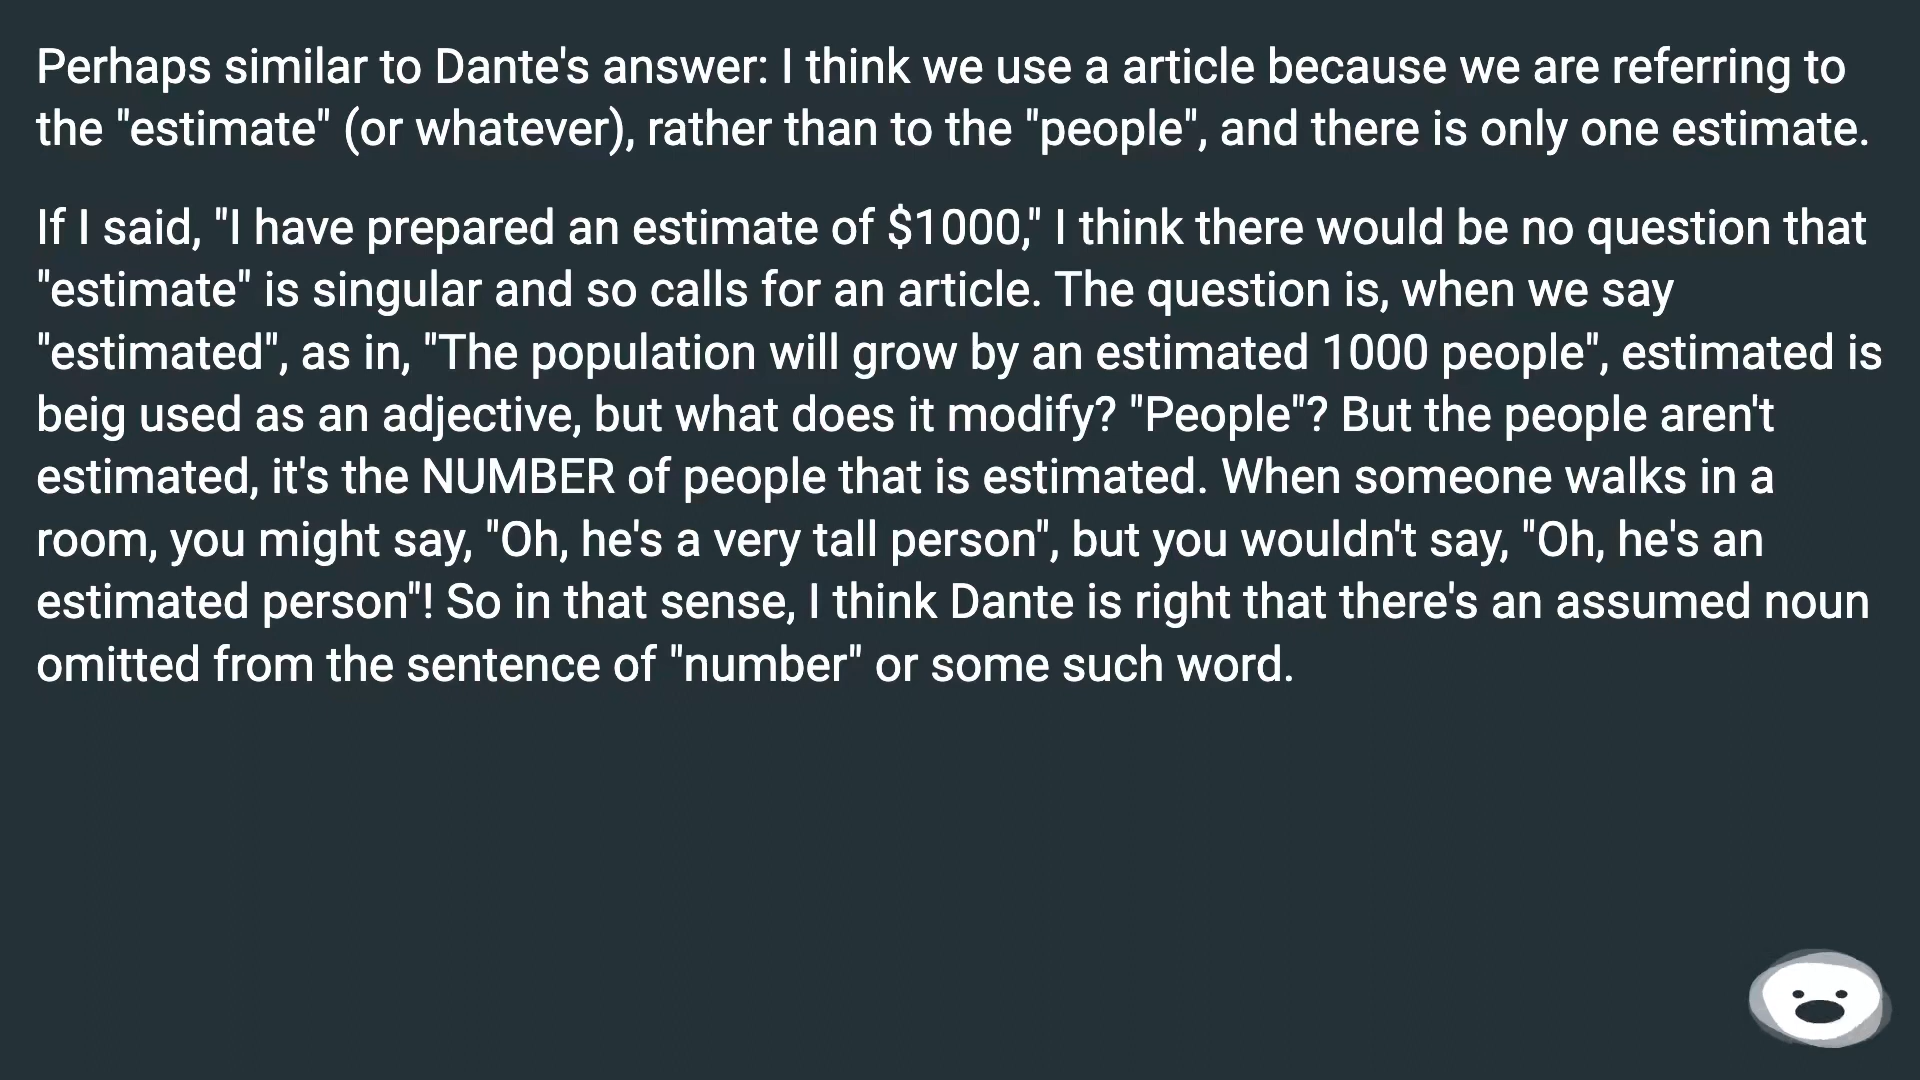 Perhaps similar to Dante's answer: I think we use a article because we are referring to
the "estimate" (or whatever), rather than to the "people", and there is only one estimate.
If I said, "I have prepared an estimate of $1000," I think there would be no question that
"estimate" is singular and so calls for an article. The question is, when we say
"estimated", as in, "The population will grow by an estimated 1000 people", estimated is
beig used as an adjective, but what does it modify? "People"? But the people aren't
estimated, it's the NUMBER of people that is estimated. When someone walks in a
room, you might say, "Oh, he's a very tall person", but you wouldn't say, "Oh, he's an
estimated person"! So in that sense, I think Dante is right that there's an assumed noun
omitted from the sentence of "number" or some such word.